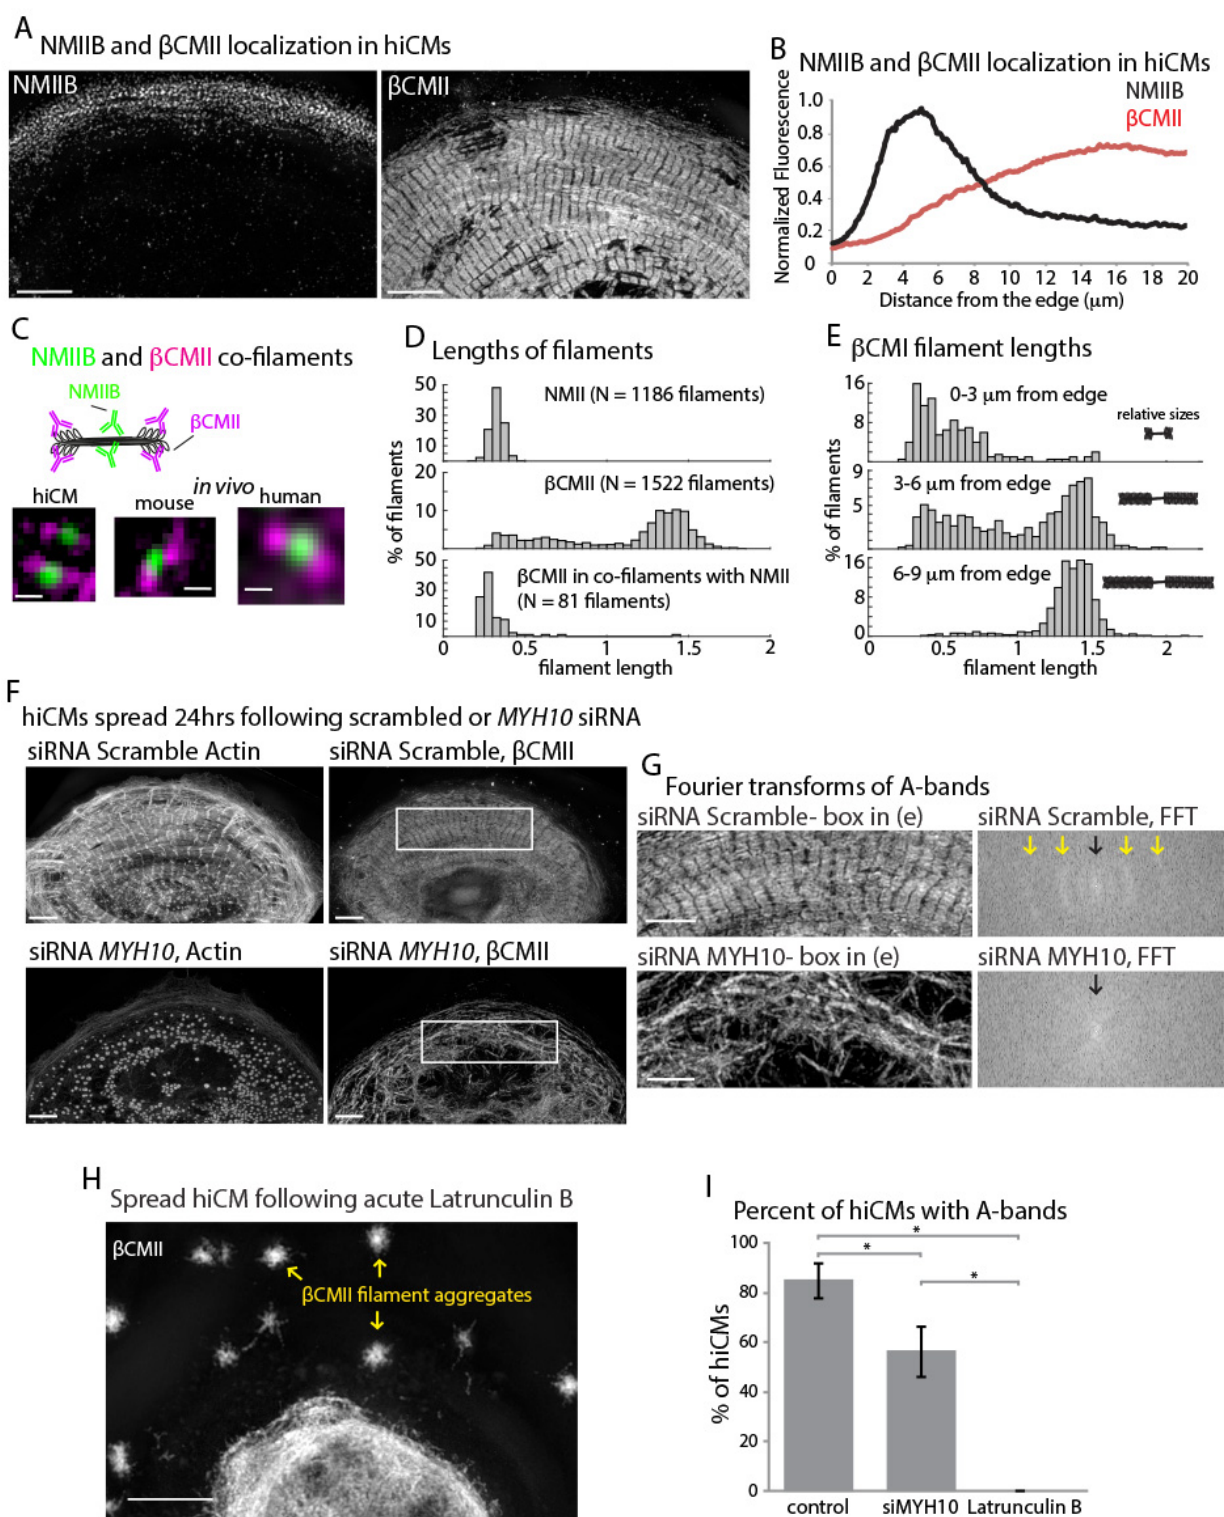 A
NMIIB and βCMII localization in hiCMs
NMIIB
βCMII
B
NMIIB and βCMII localization in hiCMs
NMIIB
βCMII
Normalized Fluorescence
1.0
0.8
0.6
0.4
0.2
0
0 2 4 6 8 10 12 14 16 18 20
Distance from the edge (μm)
C
NMIIB and βCMII co-filaments
NMIIB
βCMII
in vivo
hiCM mouse human
D
Lengths of filaments
% of filaments
50
30
10
NMII (N = 1186 filaments)
20
10
0
βCMII (N = 1522 filaments)
50
30
10
βCMII in co-filaments with NMII
(N = 81 filaments)
0 0.5 1 1.5 2
filament length
E
βCMI filament lengths
% of filaments
16
8
0-3 μm from edge
relative sizes
9
5
3-6 μm from edge
16
8
0
6-9 μm from edge
0 0.5 1 1.5 2
filament length
F
hiCMs spread 24hrs following scrambled or MYH10 siRNA
siRNA Scramble Actin
siRNA Scramble, βCMII
siRNA MYH10, Actin
siRNA MYH10, βCMII
G
Fourier transforms of A-bands
siRNA Scramble- box in (e)
siRNA Scramble, FFT
siRNA MYH10- box in (e)
siRNA MYH10, FFT
H
Spread hiCM following acute Latrunculin B
βCMII
βCMII filament aggregates
I
Percent of hiCMs with A-bands
% of hiCMs
100
80
60
40
20
0
*
*
*
control siMYH10 Latrunculin B